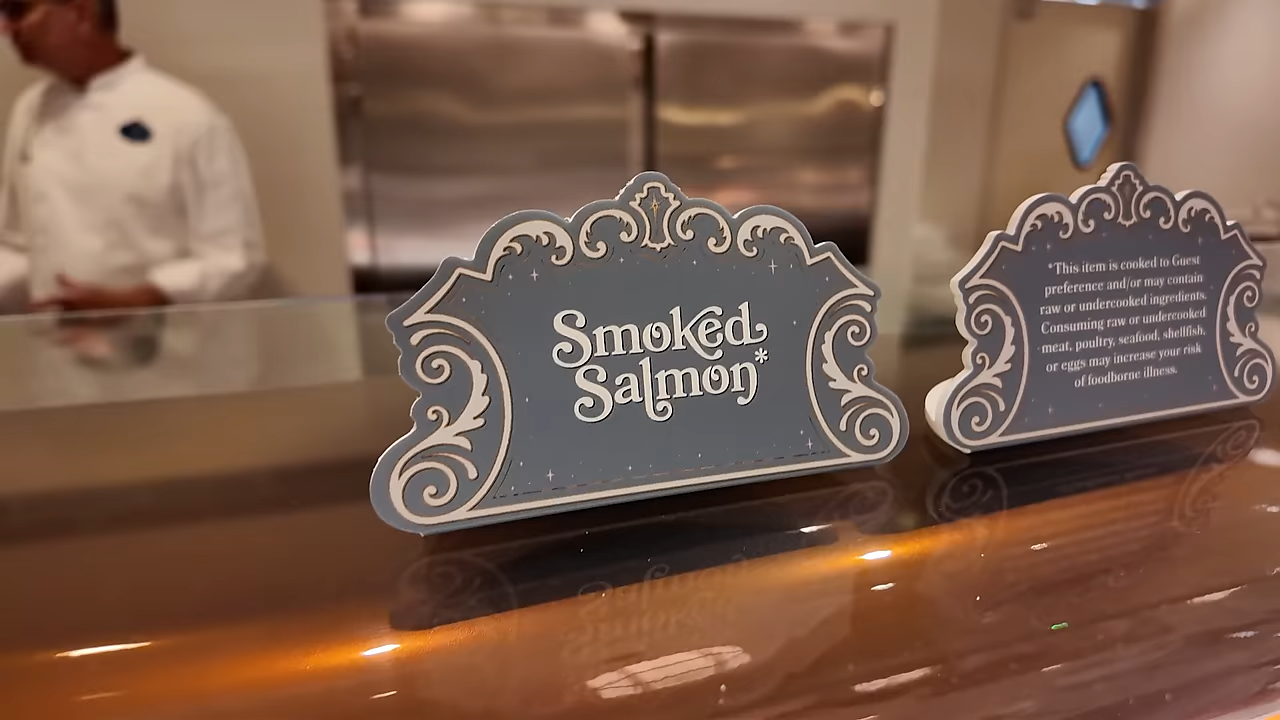 Smoked
Salmon*
*This item is cooked to Guest
preference and/or may contain
raw or undercooked ingredients.
Consuming raw or undercooked
meat, poultry, seafood, shellfish,
or eggs may increase your risk
of foodborne illness.